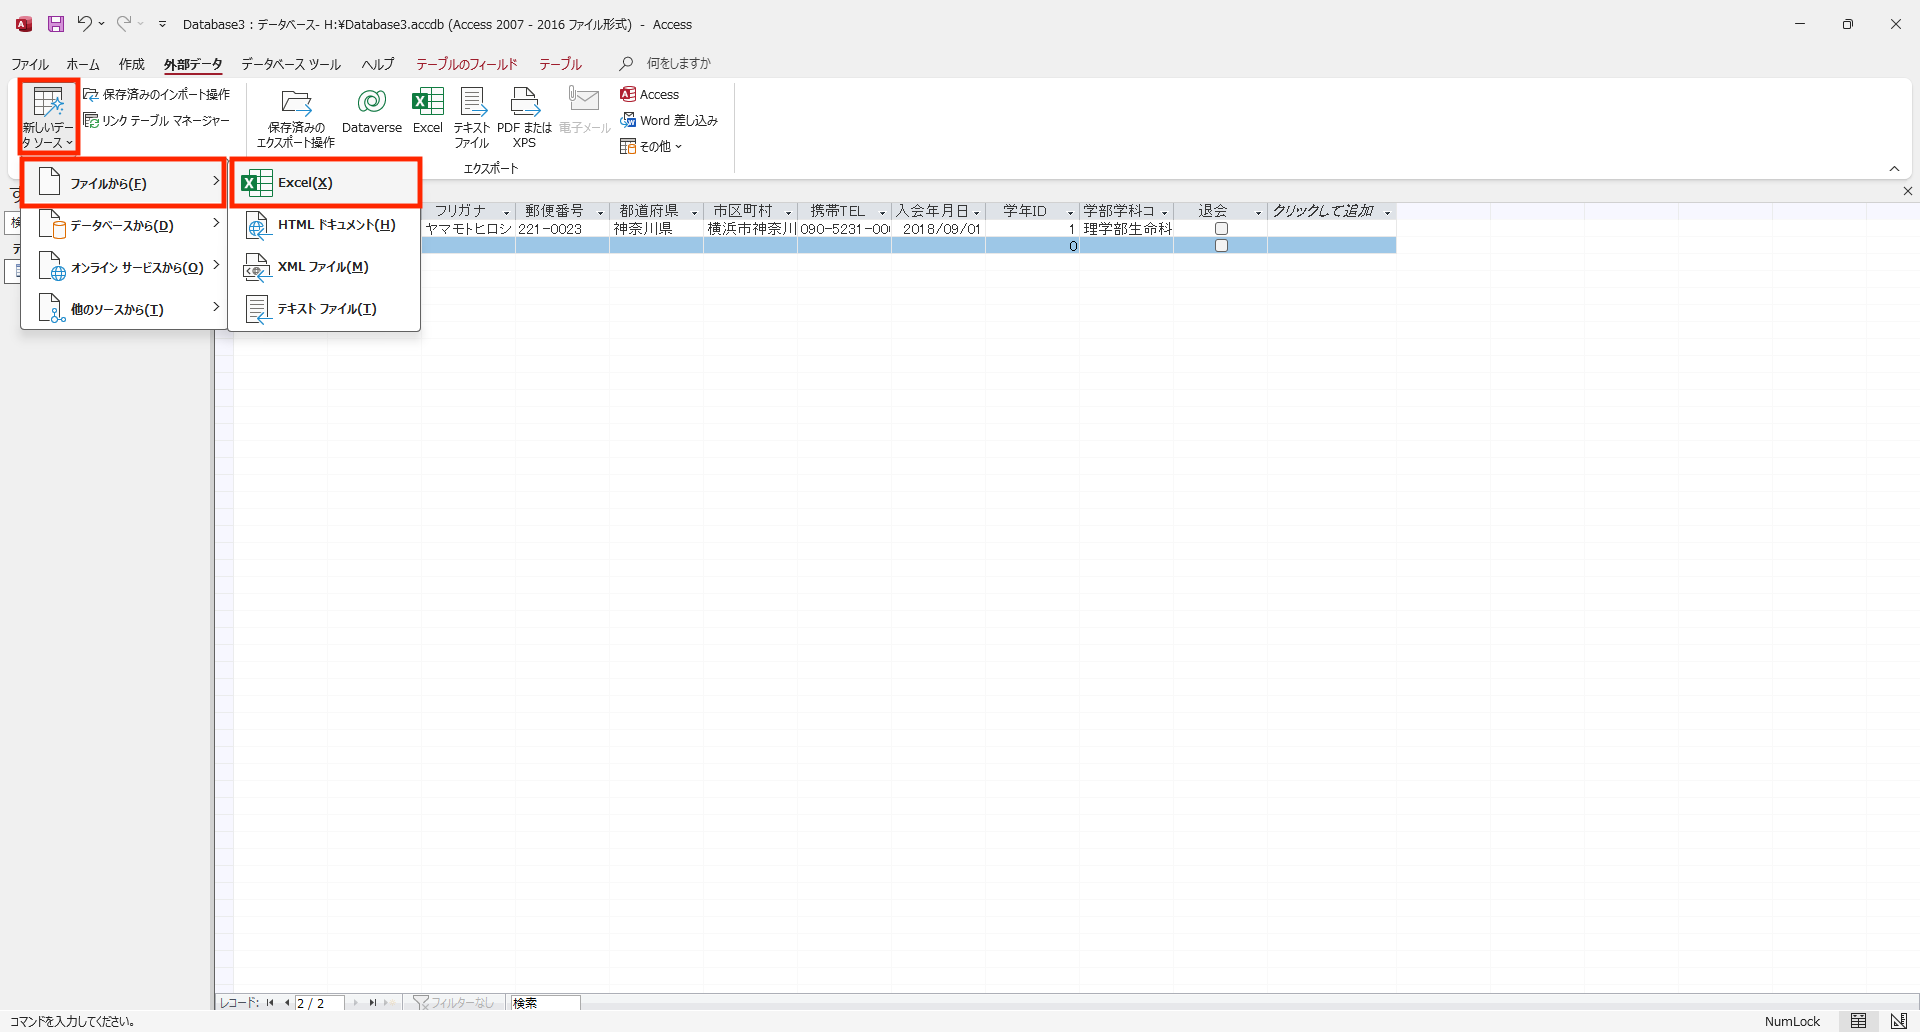 Database3 : データベース- H:¥Database3.accdb (Access 2007 - 2016 ファイル形式) - Access
ファイル ホーム 作成 外部データ データベース ツール ヘルプ テーブルのフィールド テーブル 何をしますか
新しいデー
タ ソース
保存済みのインポート操作
リンク テーブル マネージャー
保存済みの
エクスポート操作
Dataverse
Excel
テキスト
ファイル
PDF または
XPS
電子メール
Access
Word 差し込み
その他
エクスポート
ファイルから(F)
データベースから(D)
オンライン サービスから(O)
他のソースから(T)
Excel(X)
HTML ドキュメント(H)
XML ファイル(M)
テキスト ファイル(T)
フリガナ 郵便番号 都道府県 市区町村 携帯TEL 入会年月日 学年ID 学部学科コ 退会 クリックして追加
ヤマモトヒロシ 221-0023 神奈川県 横浜市神奈川 090-5231-00 2018/09/01 1 理学部生命科
0
レコード: 2 / 2 フィルターなし 検索
コマンドを入力してください。
NumLock